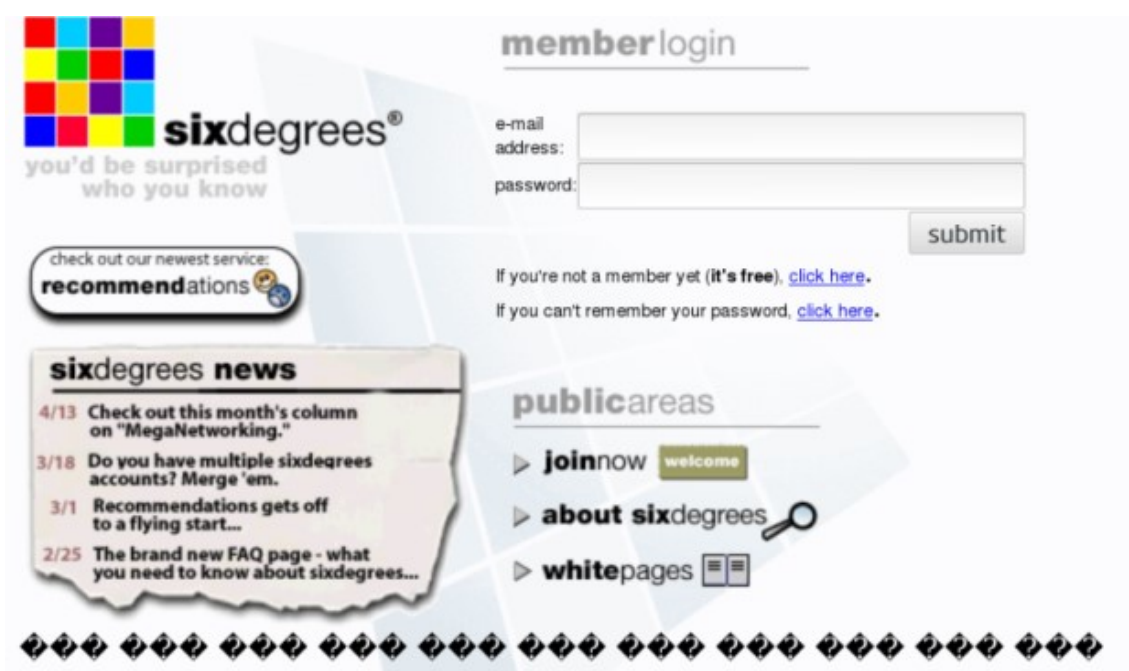 sixdegrees®
you'd be surprised
who you know
check out our newest service:
recommendations
sixdegrees news
4/13 Check out this month's column
on "MegaNetworking."
3/18 Do you have multiple sixdegrees
accounts? Merge 'em.
3/1 Recommendations gets off
to a flying start...
2/25 The brand new FAQ page - what
you need to know about sixdegrees...
memberlogin
e-mail
address:
password:
submit
If you're not a member yet (it's free), click here.
If you can't remember your password, click here.
publicareas
joinnow welcome
about sixdegrees
whitepages
��� ��� ��� ��� ��� ��� ��� ��� ��� ��� ���